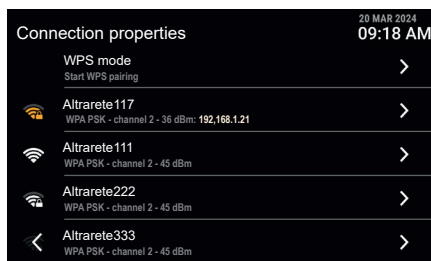 20 MAR 2024
Connection properties 09:18 AM
WPS mode
Start WPS pairing
Altrarete117
WPA PSK - channel 2 - 36 dBm: 192,168.1.21
Altrarete111
WPA PSK - channel 2 - 45 dBm
Altrarete222
WPA PSK - channel 2 - 45 dBm
Altrarete333
WPA PSK - channel 2 - 45 dBm